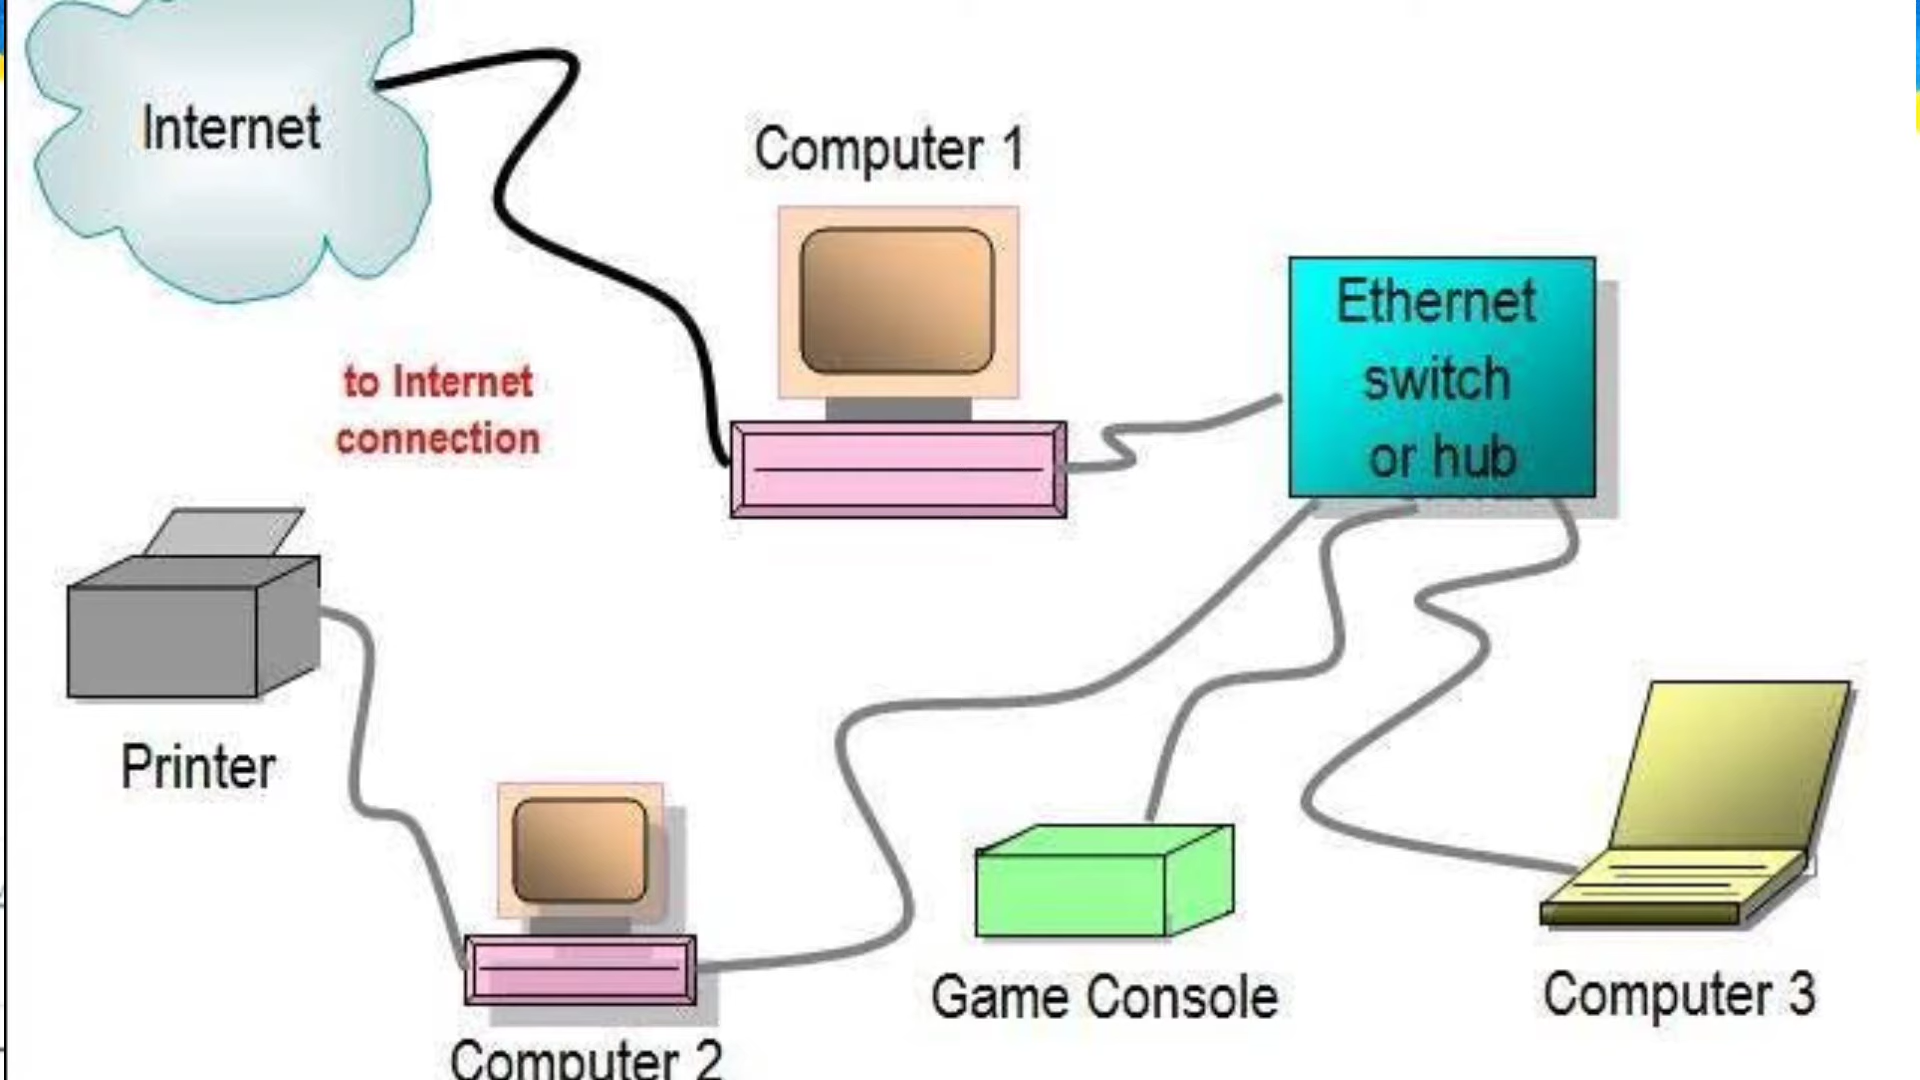 Internet
Computer 1
Ethernet
switch
or hub
to Internet
connection
Printer
Game Console
Computer 3
Computer 2